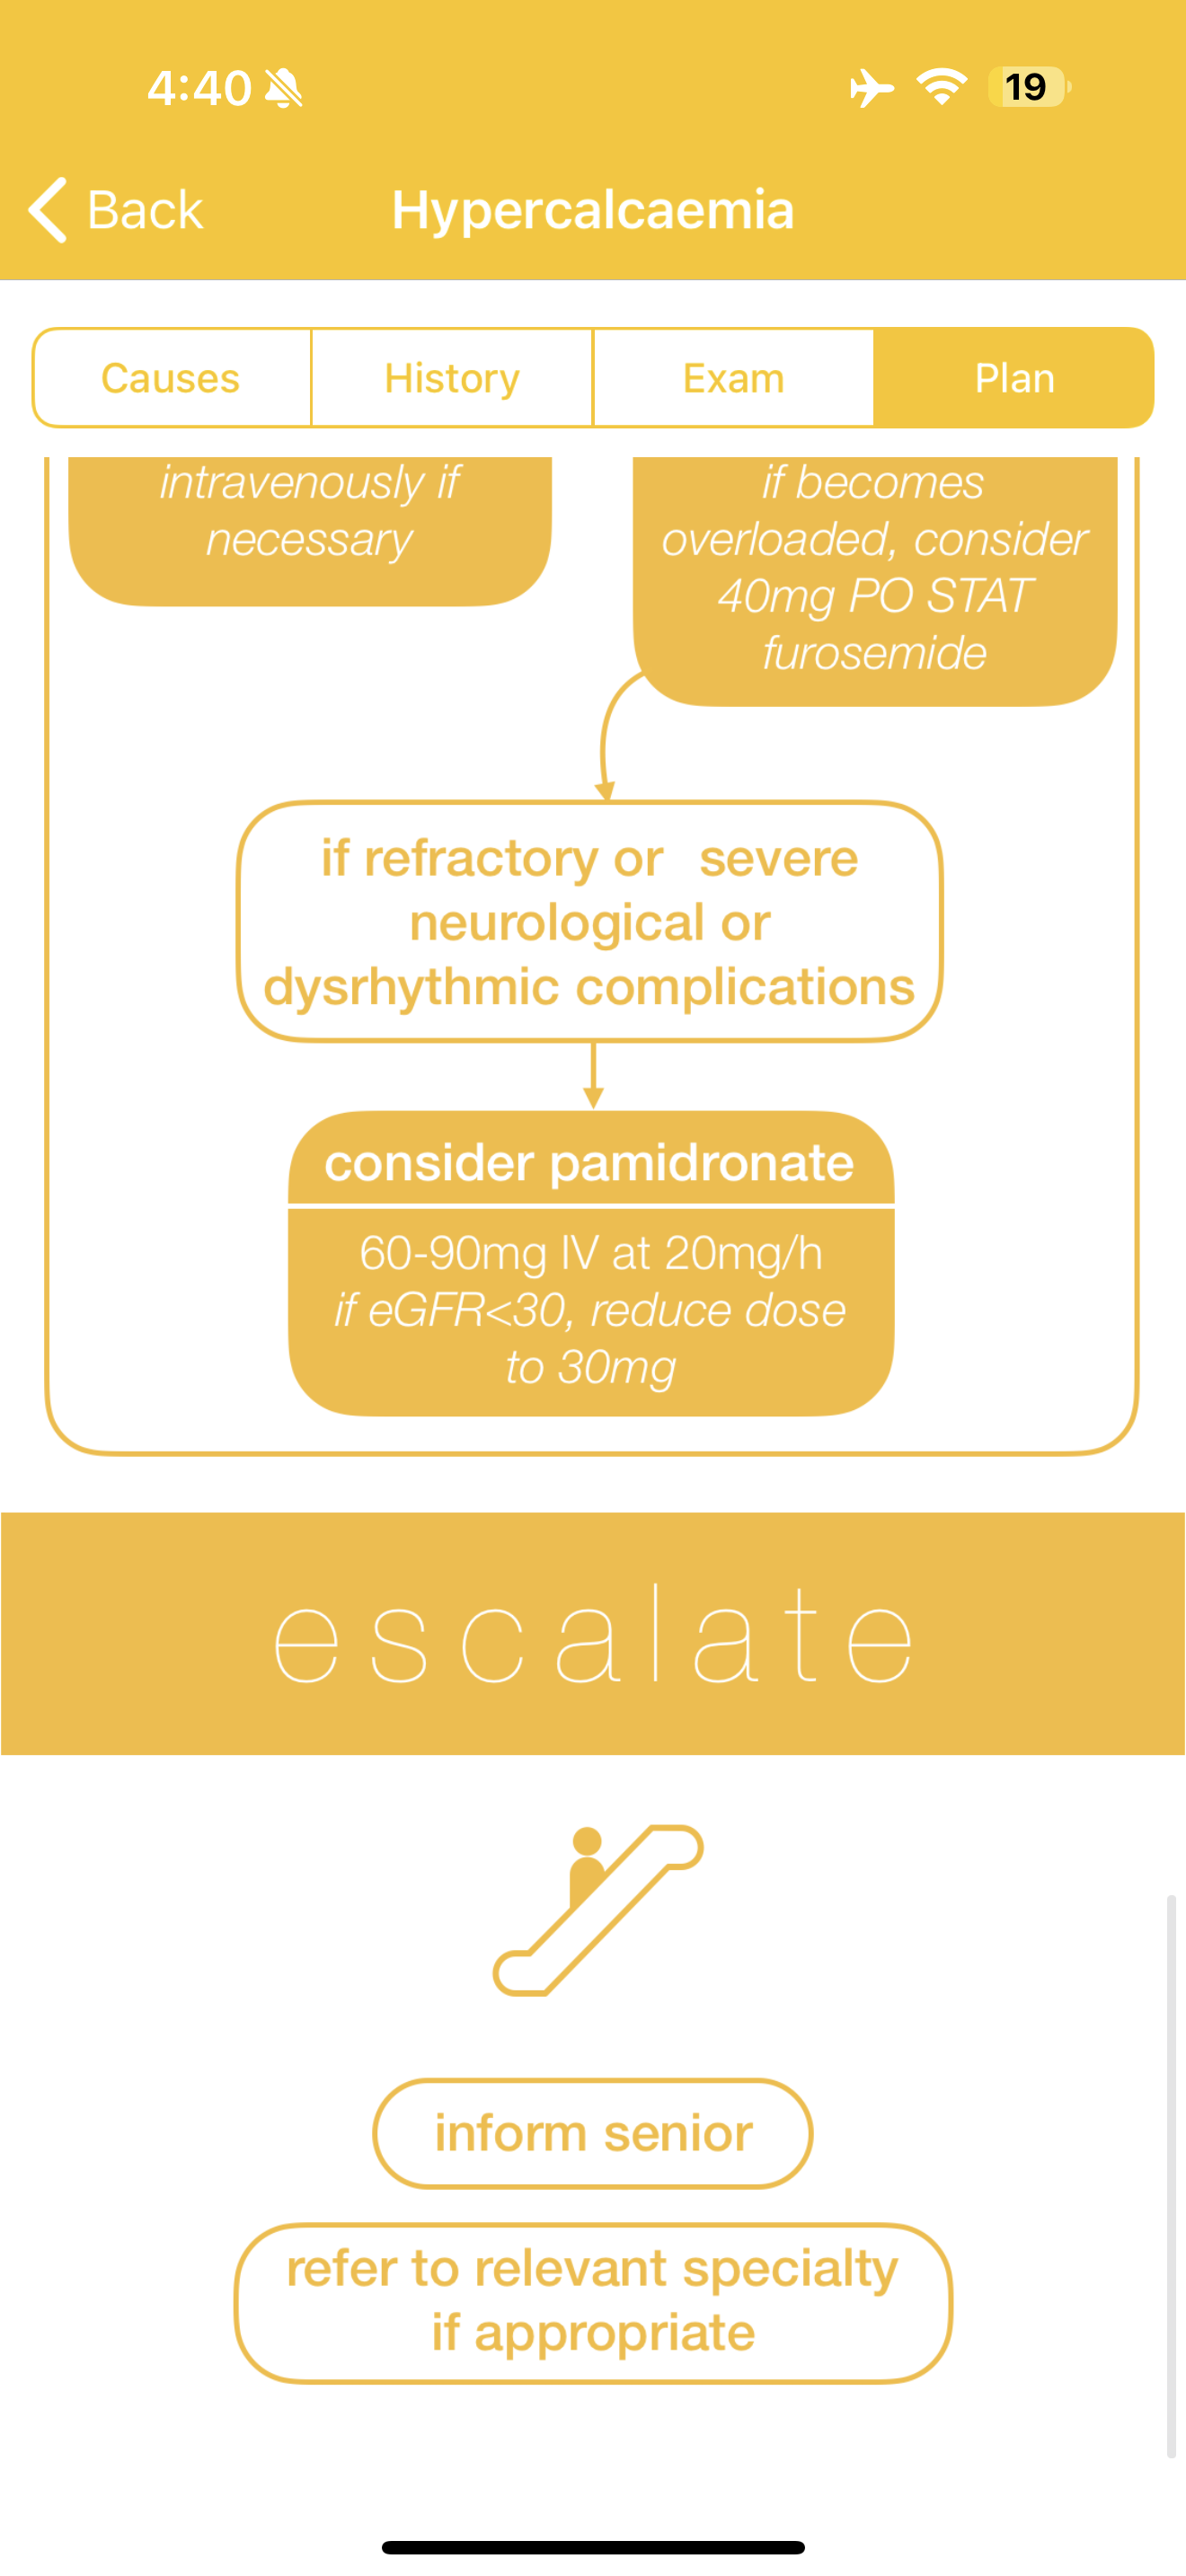 4:40
19
Back
Hypercalcaemia
Causes
History
Exam
Plan
intravenously if
necessary
if becomes
overloaded, consider
40mg PO STAT
furosemide
if refractory or severe
neurological or
dysrhythmic complications
consider pamidronate
60-90mg IV at 20mg/h
if eGFR<30, reduce dose
to 30mg
escalate
inform senior
refer to relevant specialty
if appropriate